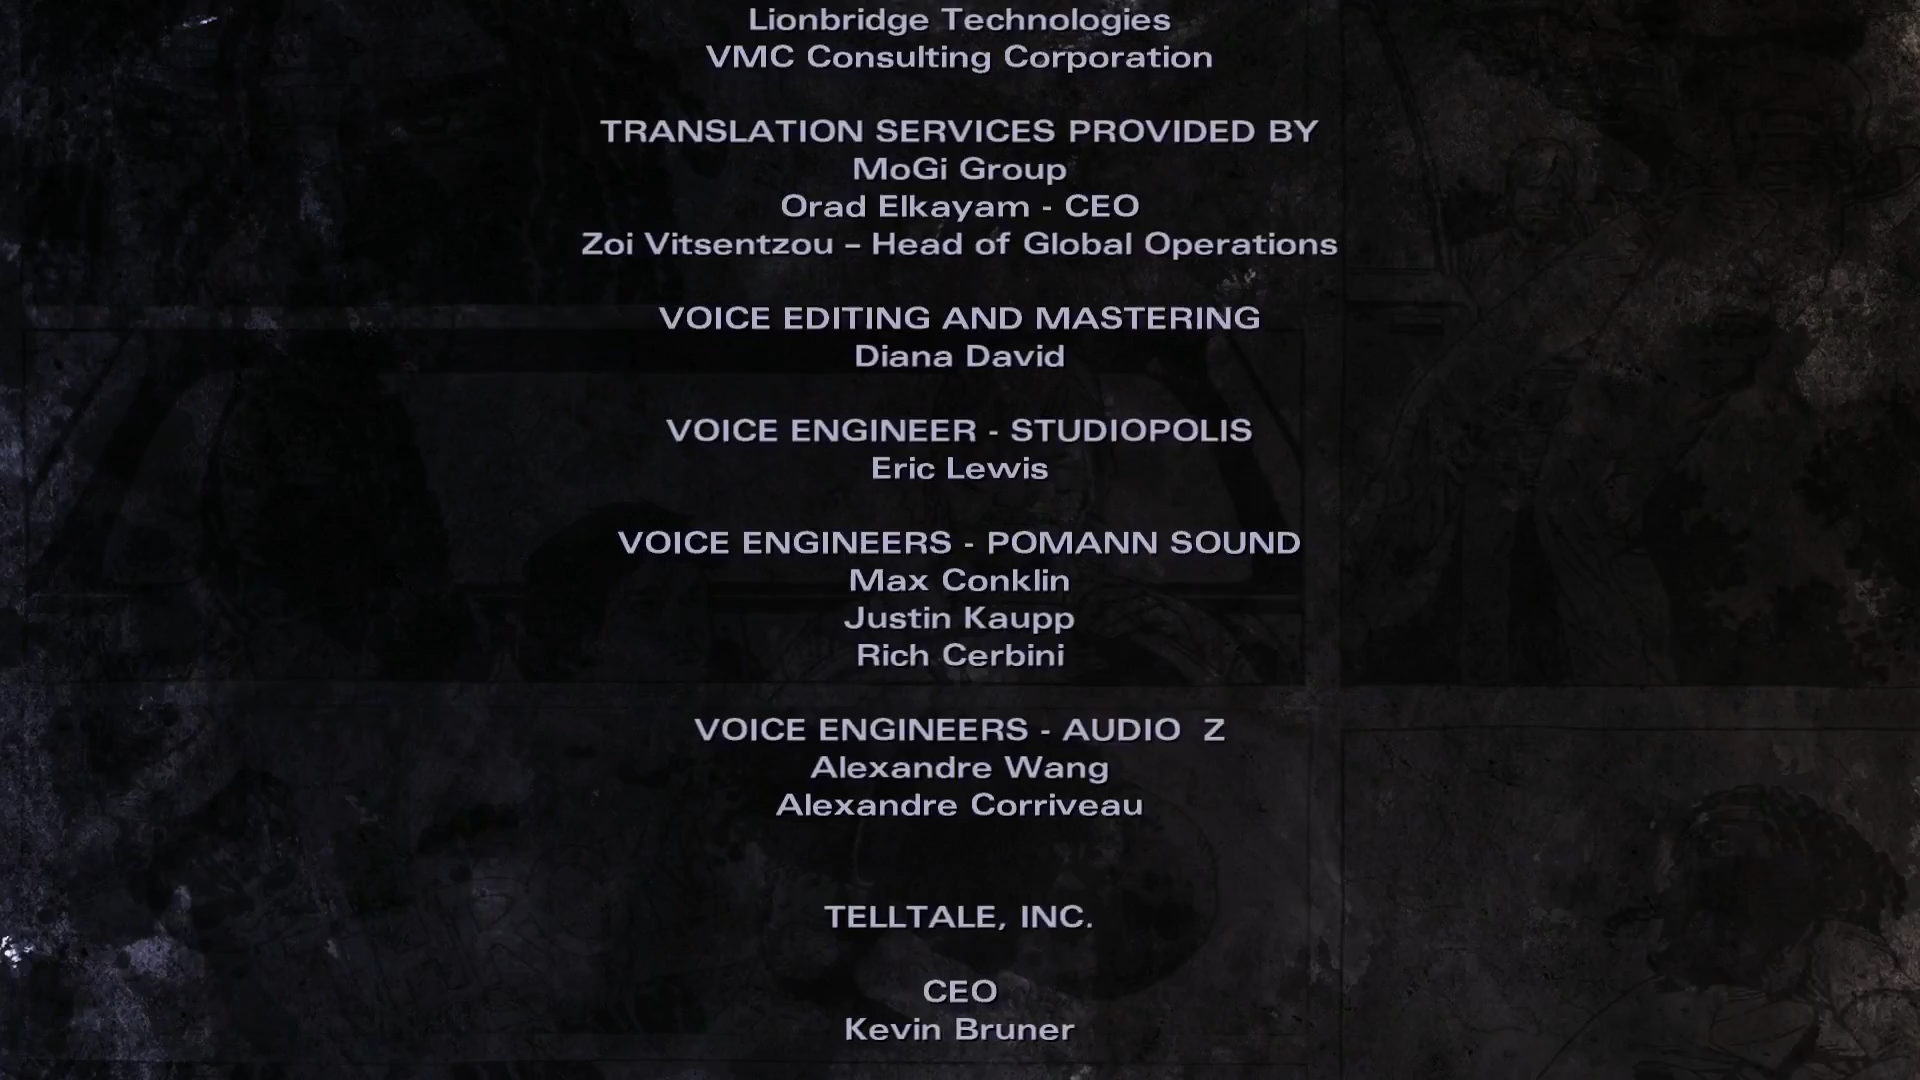 Lionbridge Technologies
VMC Consulting Corporation
TRANSLATION SERVICES PROVIDED BY
MoGi Group
Orad Elkayam - CEO
Zoi Vitsentzou – Head of Global Operations
VOICE EDITING AND MASTERING
Diana David
VOICE ENGINEER - STUDIOPOLIS
Eric Lewis
VOICE ENGINEERS - POMANN SOUND
Max Conklin
Justin Kaupp
Rich Cerbini
VOICE ENGINEERS - AUDIO  Z
Alexandre Wang
Alexandre Corriveau
TELLTALE, INC.
CEO
Kevin Bruner